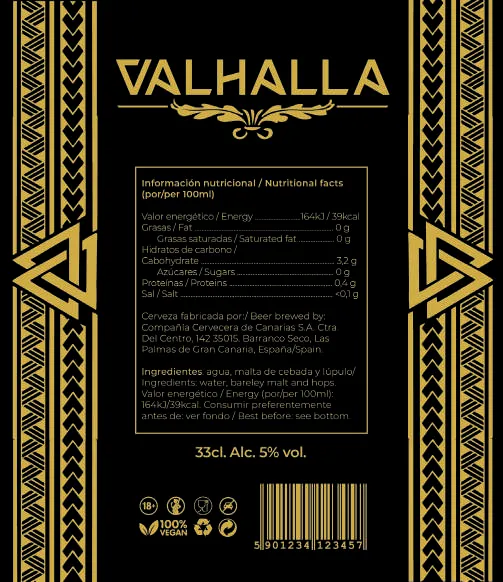 VALHALLA
Información nutricional / Nutritional facts
(por/per 100ml)
Valor energético / Energy ..................164kJ / 39kcal
Grasas / Fat .................................................... 0 g
Grasas saturadas / Saturated fat .............. 0 g
Hidratos de carbono /
Cabohydrate .................................................. 3,2 g
Azúcares / Sugars ...................................... 0 g
Proteínas / Proteins ....................................... 0,4 g
Sal / Salt .......................................................... <0,1 g
Cerveza fabricada por:/ Beer brewed by:
Compañía Cervecera de Canarias S.A. Ctra.
Del Centro, 142 35015. Barranco Seco, Las
Palmas de Gran Canaria, España/Spain.
Ingredientes: agua, malta de cebada y lúpulo/
Ingredients: water, bareley malt and hops.
Valor energético / Energy (por/per 100ml):
164kJ/39kcal. Consumir preferentemente
antes de: ver fondo / Best before: see bottom.
33cl. Alc. 5% vol.
18+
100%
VEGAN
5 901234 123457